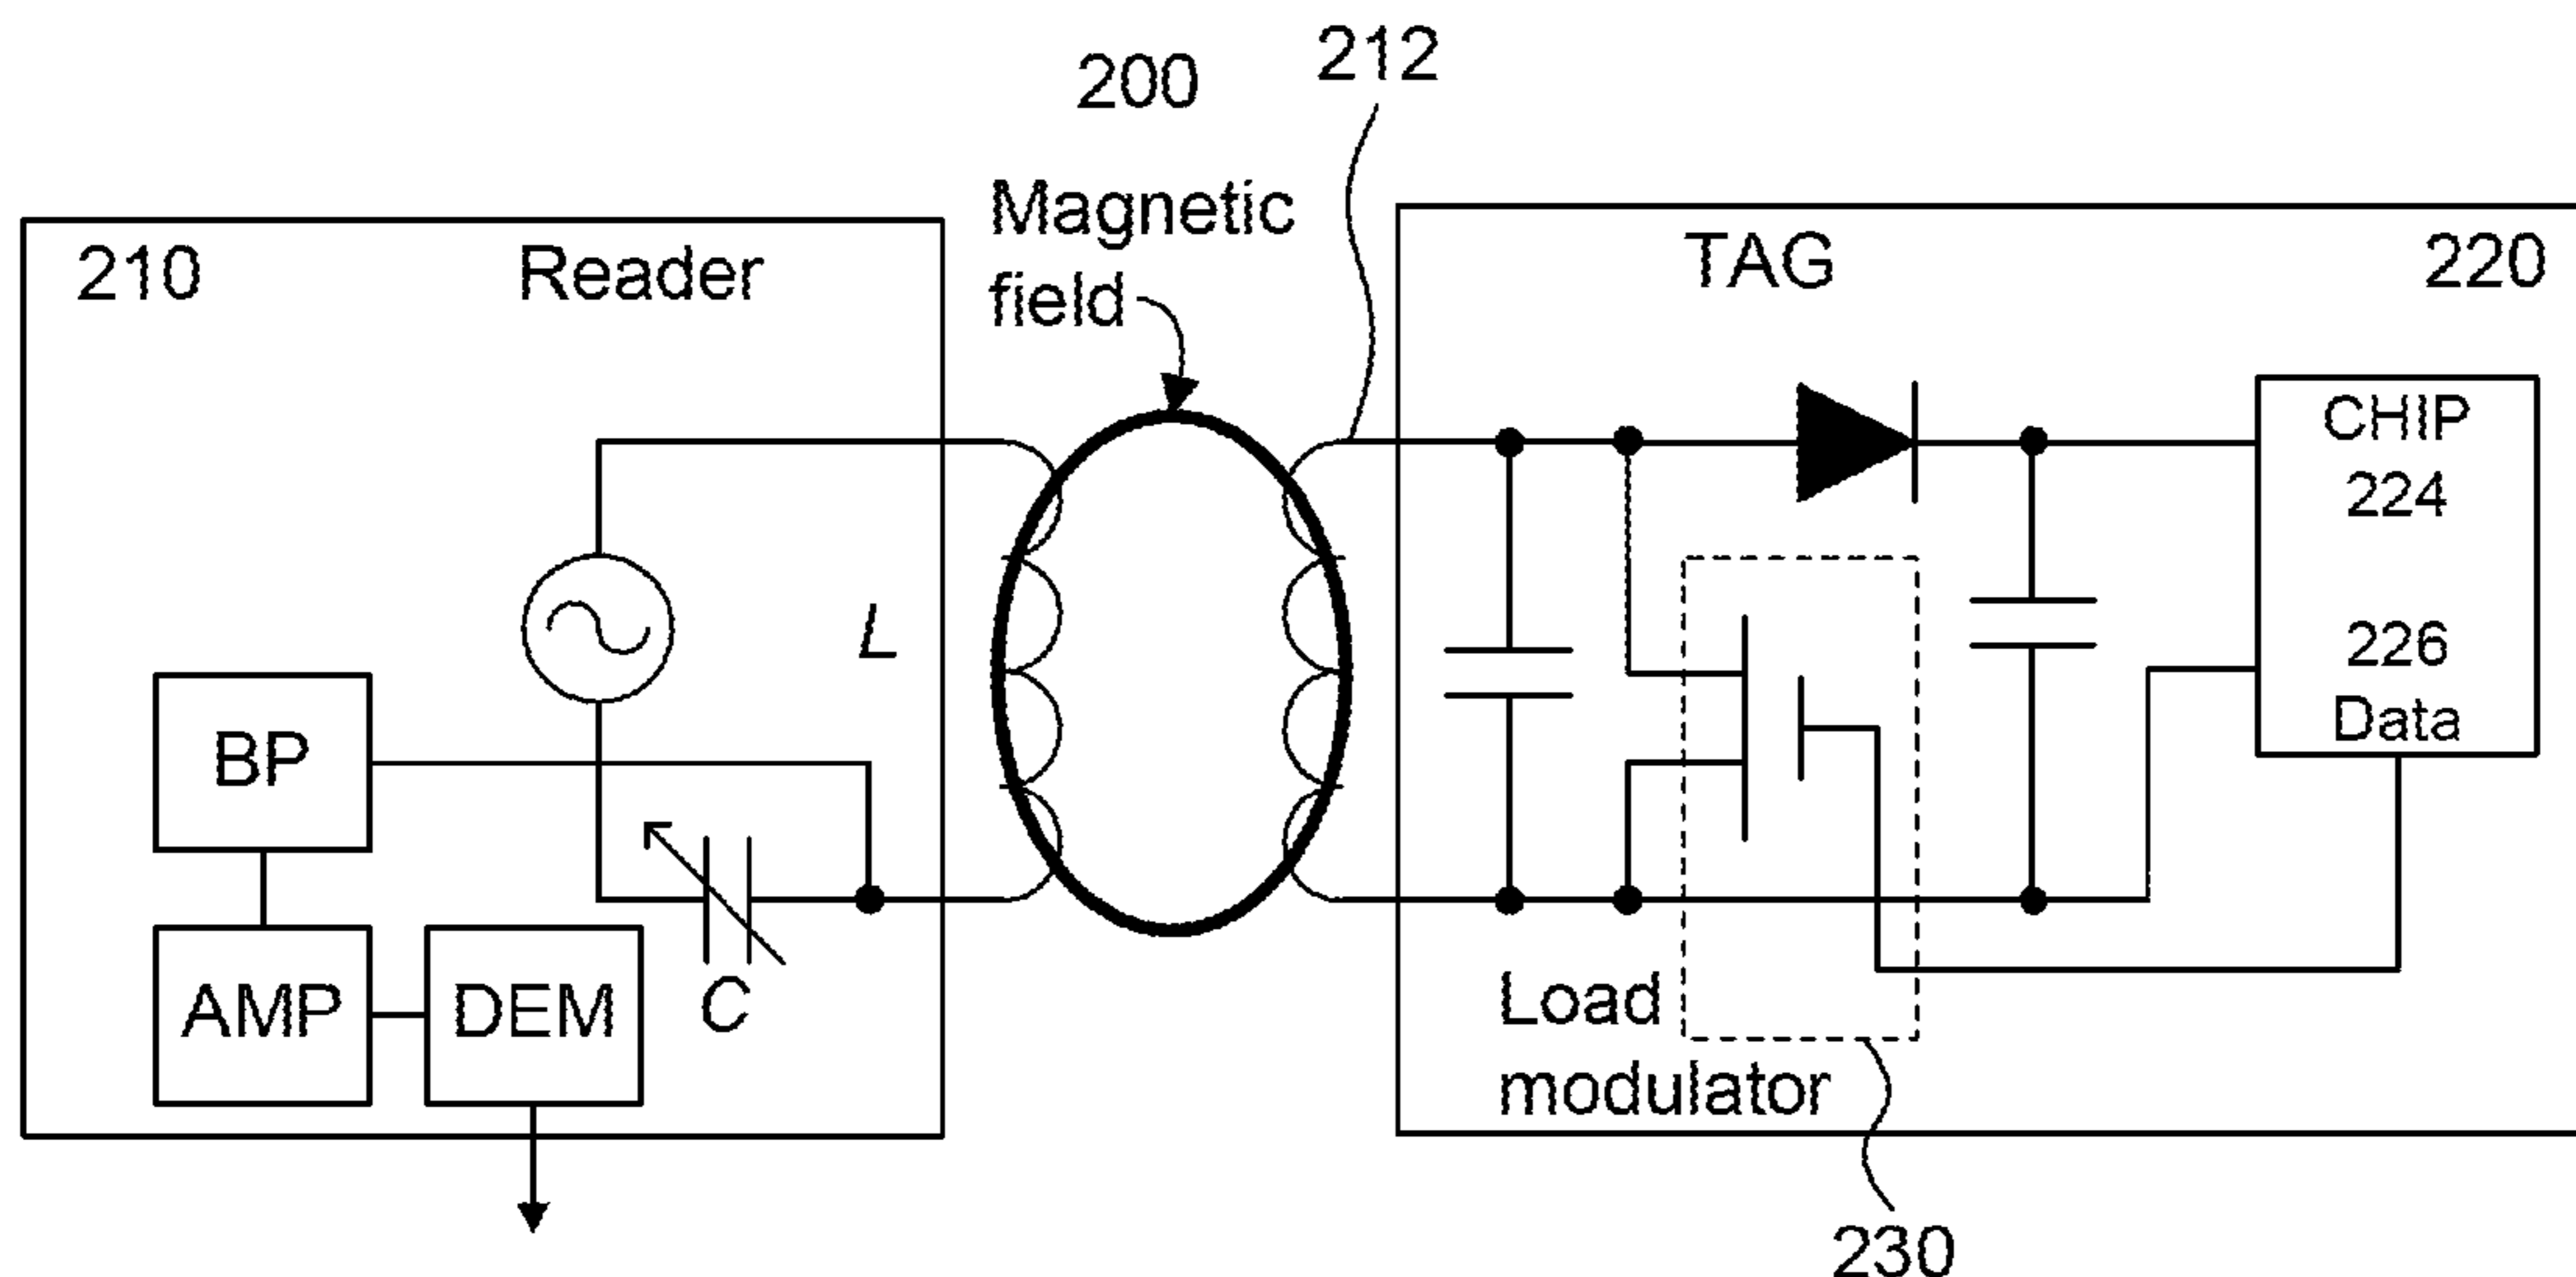 200
212
Magnetic
field
210
Reader
TAG
220
CHIP
224
226
Data
L
BP
AMP
DEM
C
Load
modulator
230